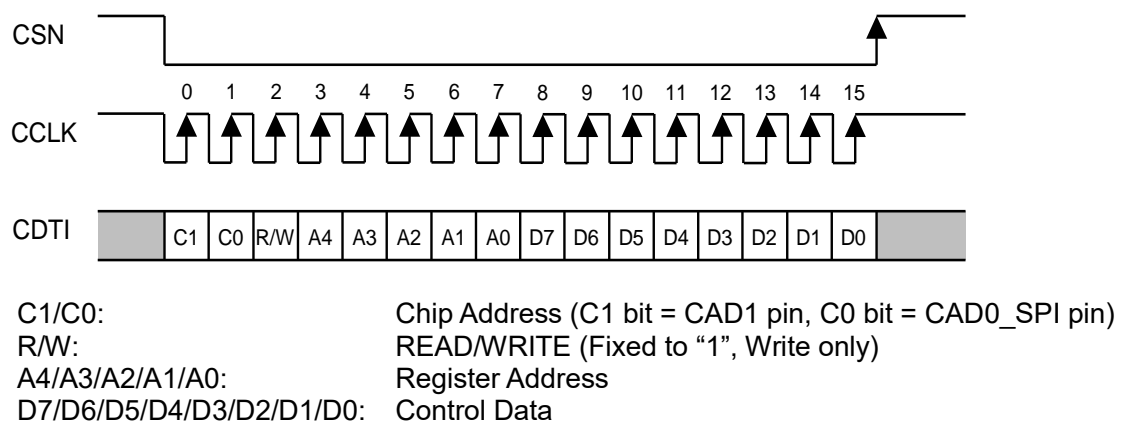 CSN
0 1 2 3 4 5 6 7 8 9 10 11 12 13 14 15
CCLK
CDTI C1 C0 R/W A4 A3 A2 A1 A0 D7 D6 D5 D4 D3 D2 D1 D0
C1/C0: Chip Address (C1 bit = CAD1 pin, C0 bit = CAD0_SPI pin)
R/W: READ/WRITE (Fixed to “1”, Write only)
A4/A3/A2/A1/A0: Register Address
D7/D6/D5/D4/D3/D2/D1/D0: Control Data